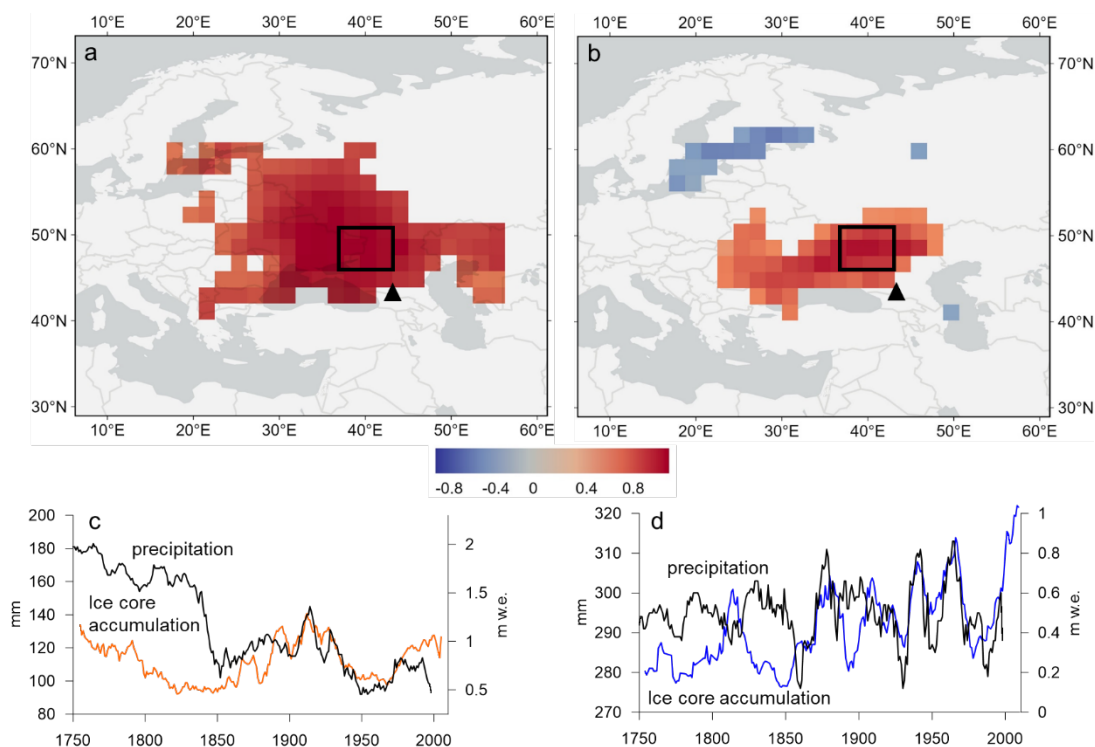 10°E 20°E 30°E 40°E 50°E 60°E 10°E 20°E 30°E 40°E 50°E 60°E
a b
70°N 70°N
60°N 60°N
50°N 50°N
40°N 40°N
30°N 30°N
10°E 20°E 30°E 40°E 50°E 60°E 10°E 20°E 30°E 40°E 50°E 60°E
-0.8 -0.4 0 0.4 0.8
c
200
180
160
140
120
100
80
mm
precipitation
Ice core
accumulation
2
1
0.5
m w.e.
1750 1800 1850 1900 1950 2000
d
320
310
300
290
280
270
mm
precipitation
Ice core accumulation
1
0.8
0.6
0.4
0.2
0
m w.e.
1750 1800 1850 1900 1950 2000